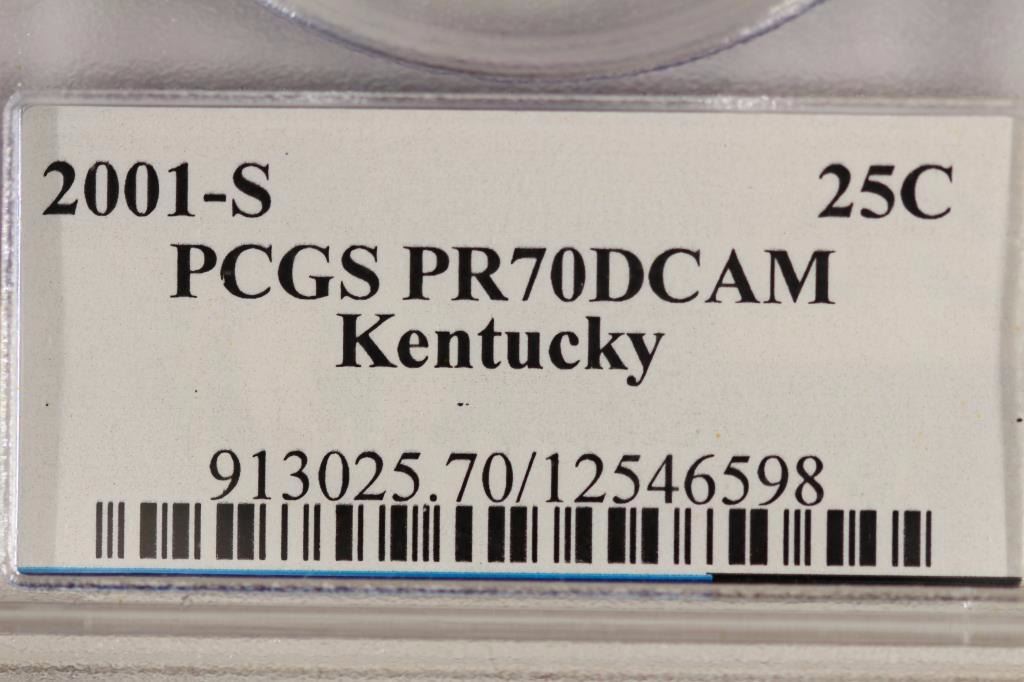 2001-S 25C
PCGS PR70DCAM
Kentucky
913025.70/12546598